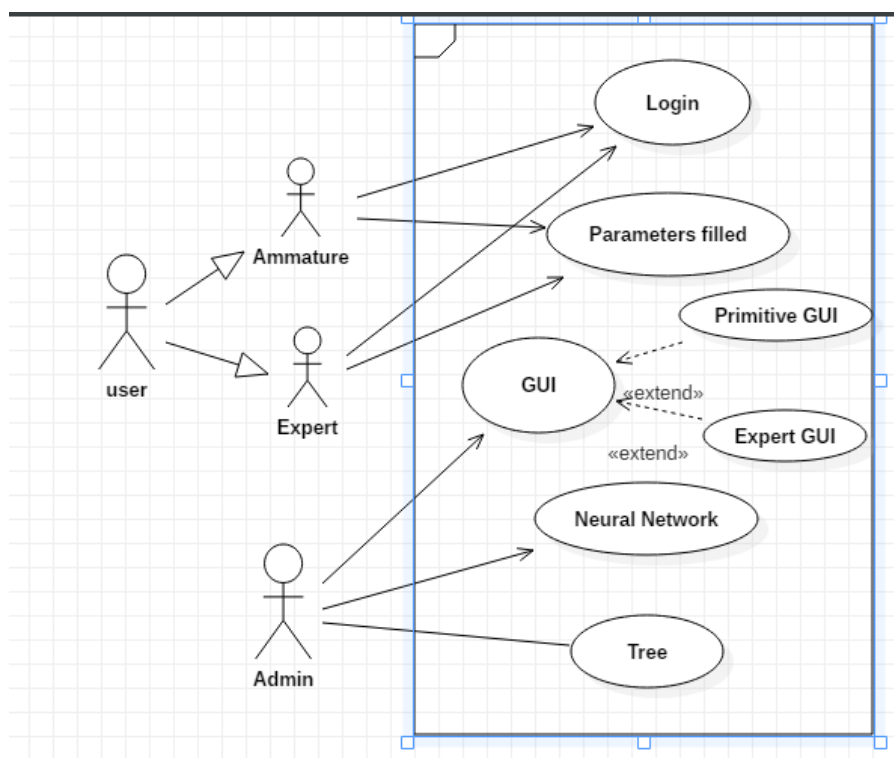 Login
Ammature
Parameters filled
user
Primitive GUI
Expert
GUI
«extend»
Expert GUI
«extend»
Neural Network
Admin
Tree